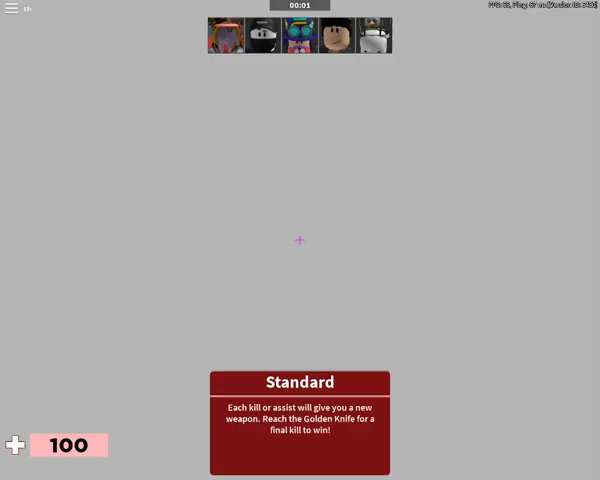 00:01
Standard
Each kill or assist will give you a new
weapon. Reach the Golden Knife for a
final kill to win!
100